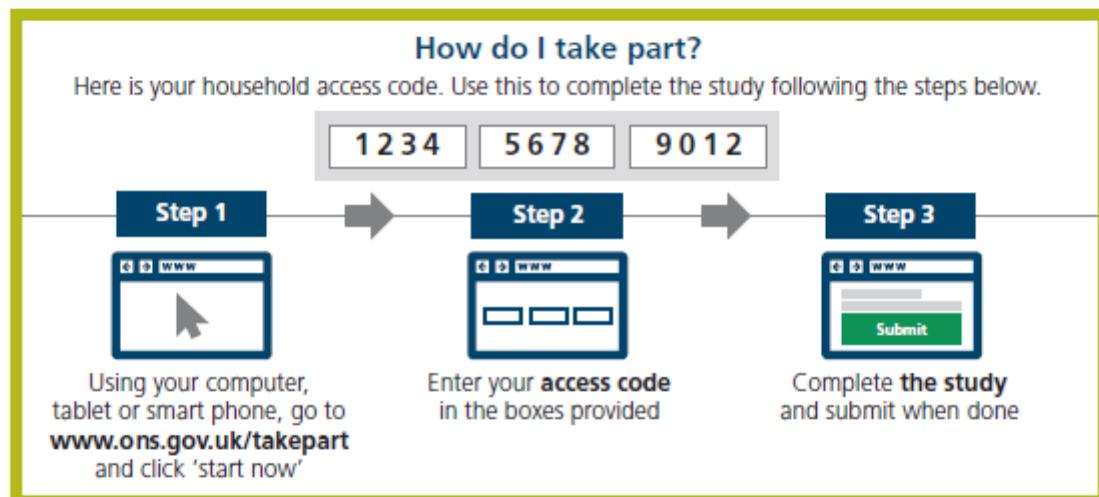 How do I take part?
Here is your household access code. Use this to complete the study following the steps below.
1234 5678 9012
Step 1
Step 2
Step 3
www
www
www
Submit
Using your computer,
tablet or smart phone, go to
www.ons.gov.uk/takepart
and click ‘start now’
Enter your access code
in the boxes provided
Complete the study
and submit when done